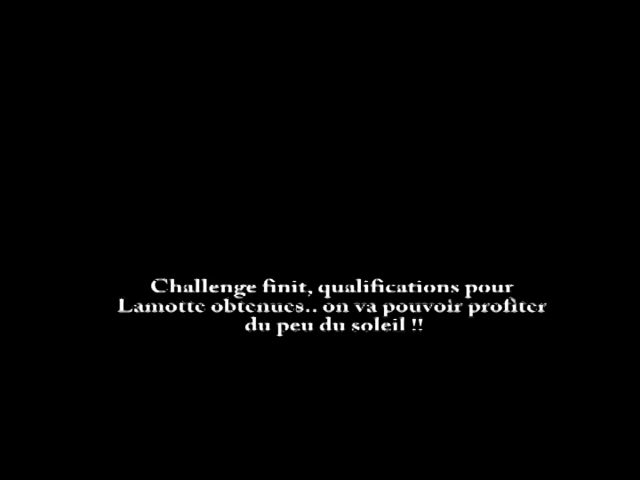 Challenge finit, qualifications pour
Lamotte obtenues.. on va pouvoir profiter
du peu du soleil !!